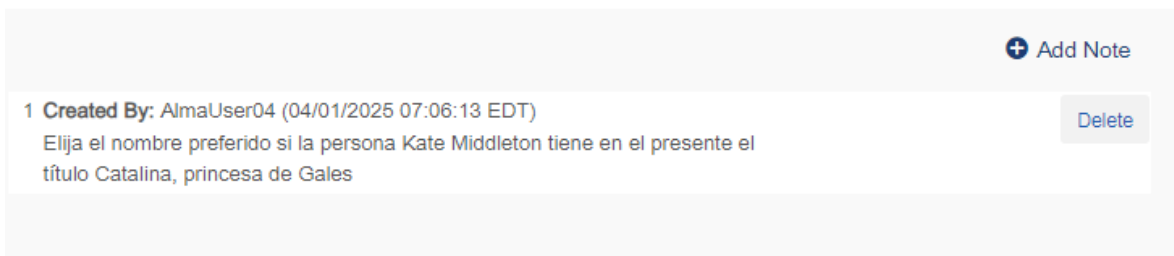 Add Note
1 Created By: AlmaUser04 (04/01/2025 07:06:13 EDT)
Delete
Elija el nombre preferido si la persona Kate Middleton tiene en el presente el
título Catalina, princesa de Gales